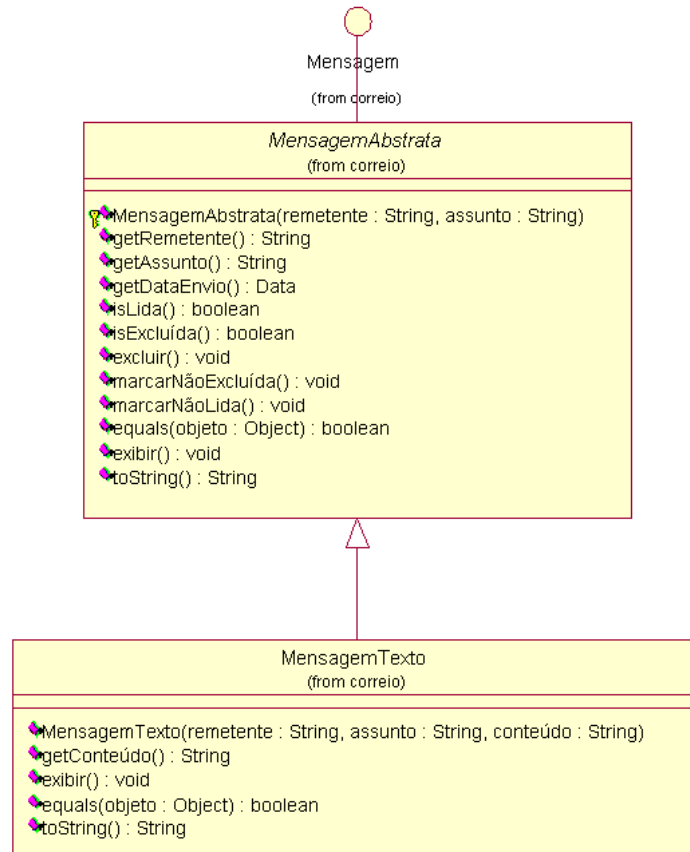 Mensagem
(from correio)
MensagemAbstrata
(from correio)
MensagemAbstrata(remetente : String, assunto : String)
getRemetente() : String
getAssunto() : String
getDataEnvio() : Data
isLida() : boolean
isExcluída() : boolean
excluir() : void
marcarNãoExcluída() : void
marcarNãoLida() : void
equals(objeto : Object) : boolean
exibir() : void
toString() : String
MensagemTexto
(from correio)
MensagemTexto(remetente : String, assunto : String, conteúdo : String)
getConteúdo() : String
exibir() : void
equals(objeto : Object) : boolean
toString() : String